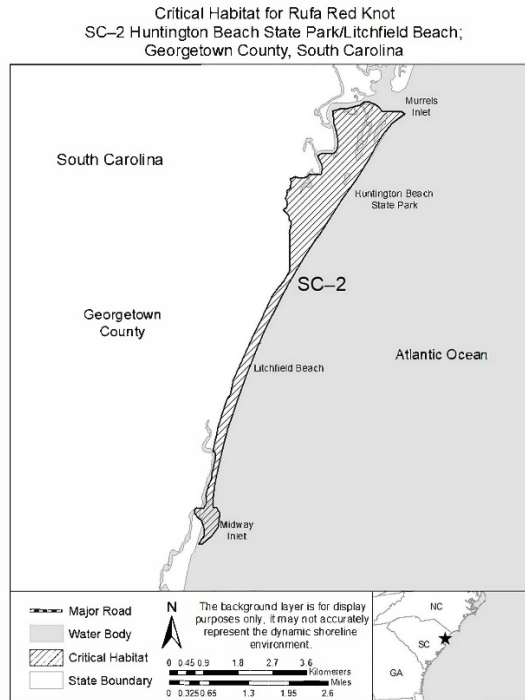 Critical Habitat for Rufa Red Knot
SC–2 Huntington Beach State Park/Litchfield Beach;
Georgetown County, South Carolina
Murrels
Inlet
South Carolina
Huntington Beach
State Park
SC–2
Georgetown
County
Atlantic Ocean
Litchfield Beach
Midway
Inlet
Major Road
Water Body
Critical Habitat
State Boundary
N
The background layer is for display
purposes only, it may not accurately
represent the dynamic shoreline
environment.
0 0.45 0.9 1.8 2.7 3.6
Kilometers
Miles
0 0.325 0.65 1.3 1.95 2.6
NC
SC
GA